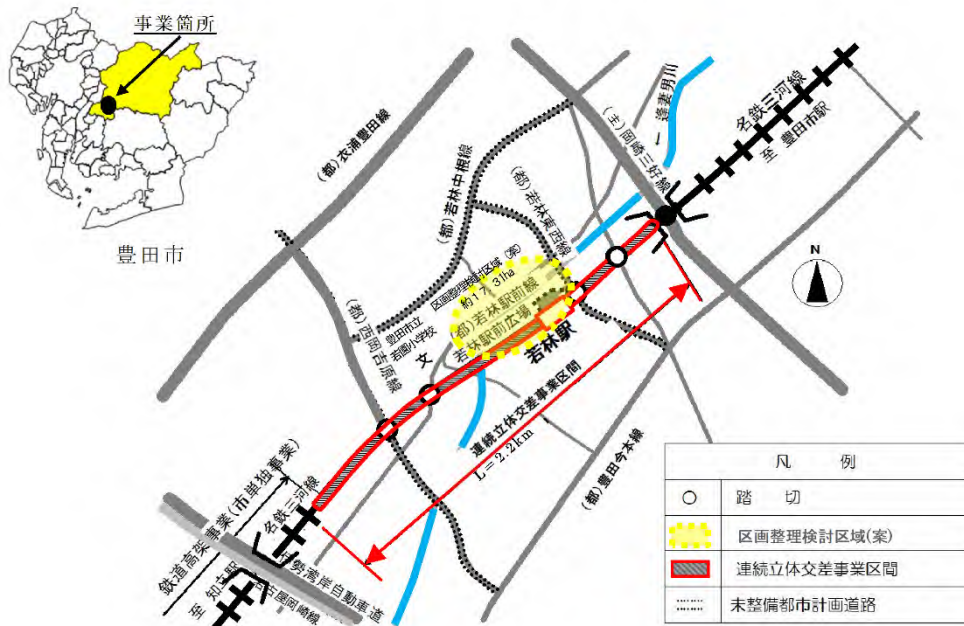 事業箇所
豊田市
(都)衣浦豊田線
(都)若林中根線
(都)若林東西線
(主)岡崎三好線
逢妻男川
名鉄三河線
至 豊田市駅
N
区画整理検討区域(案)
約17.31ha
(都)若林駅前線
若林駅前広場
若林駅
豊田市立
若園小学校
文
(都)西岡吉原線
連続立体交差事業区間
L=2.2km
(都)豊田今本線
鉄道高架事業(市単独事業)
名鉄三河線
至 知立駅
伊勢湾岸自動車道
名古屋岡崎線
凡 例
踏 切
区画整理検討区域(案)
連続立体交差事業区間
未整備都市計画道路